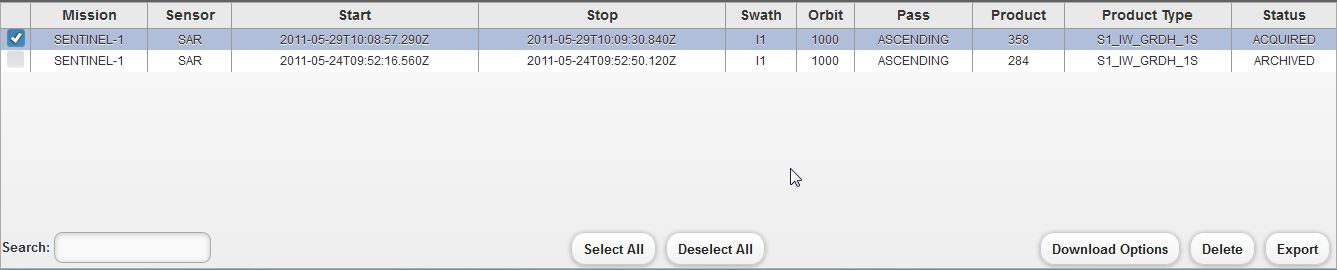 Mission Sensor Start Stop Swath Orbit Pass Product Product Type Status
SENTINEL-1 SAR 2011-05-29T10:08:57.290Z 2011-05-29T10:09:30.840Z I1 1000 ASCENDING 358 S1_IW_GRDH_1S ACQUIRED
SENTINEL-1 SAR 2011-05-24T09:52:16.560Z 2011-05-24T09:52:50.120Z I1 1000 ASCENDING 284 S1_IW_GRDH_1S ARCHIVED
Search: Select All Deselect All Download Options Delete Export